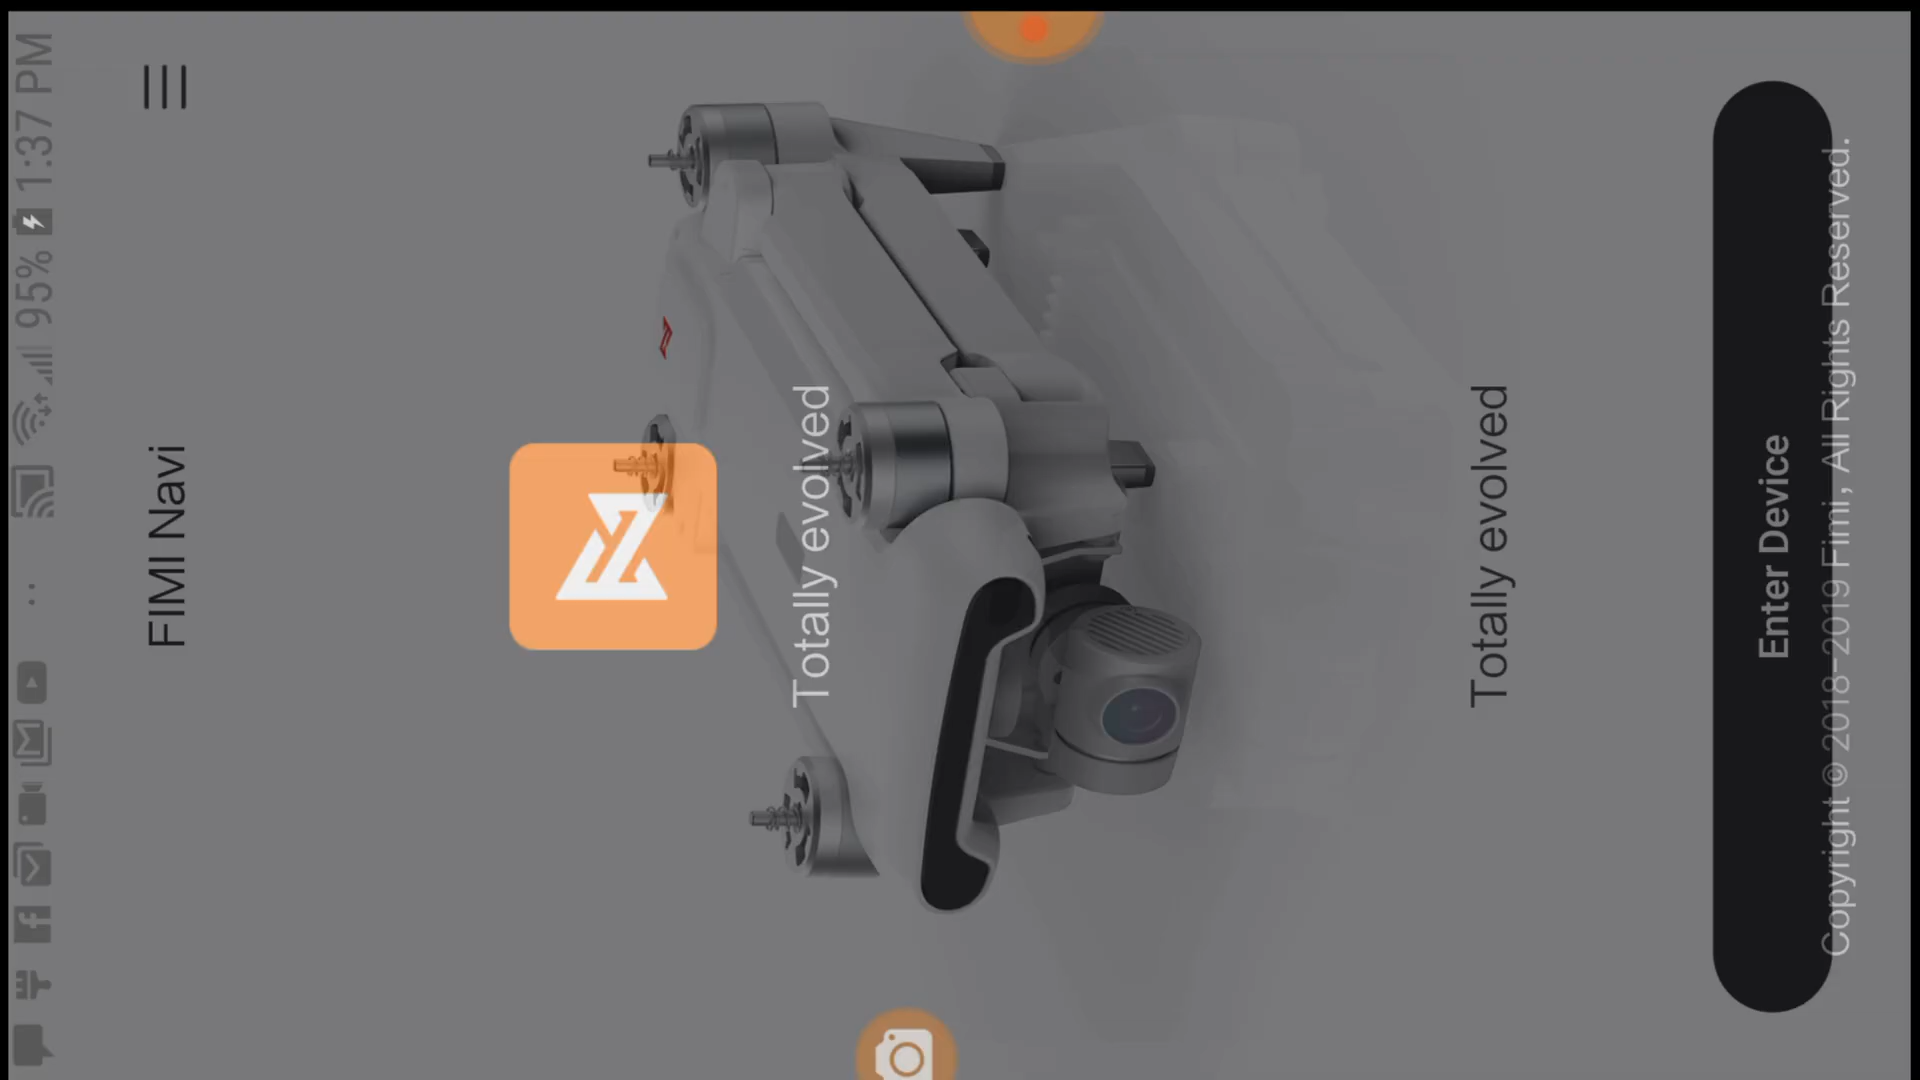 95% 1:37 PM
FIMI Navi
Totally evolved
Totally evolved
Enter Device
Copyright © 2018-2019 Fimi, All Rights Reserved.